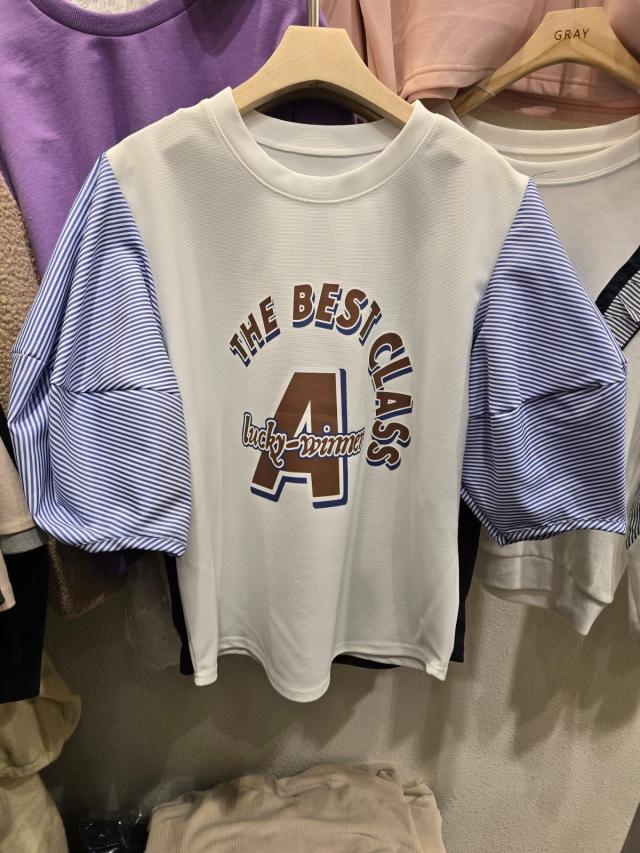 GRAY
THE BEST CLASS
A
lucky-winner